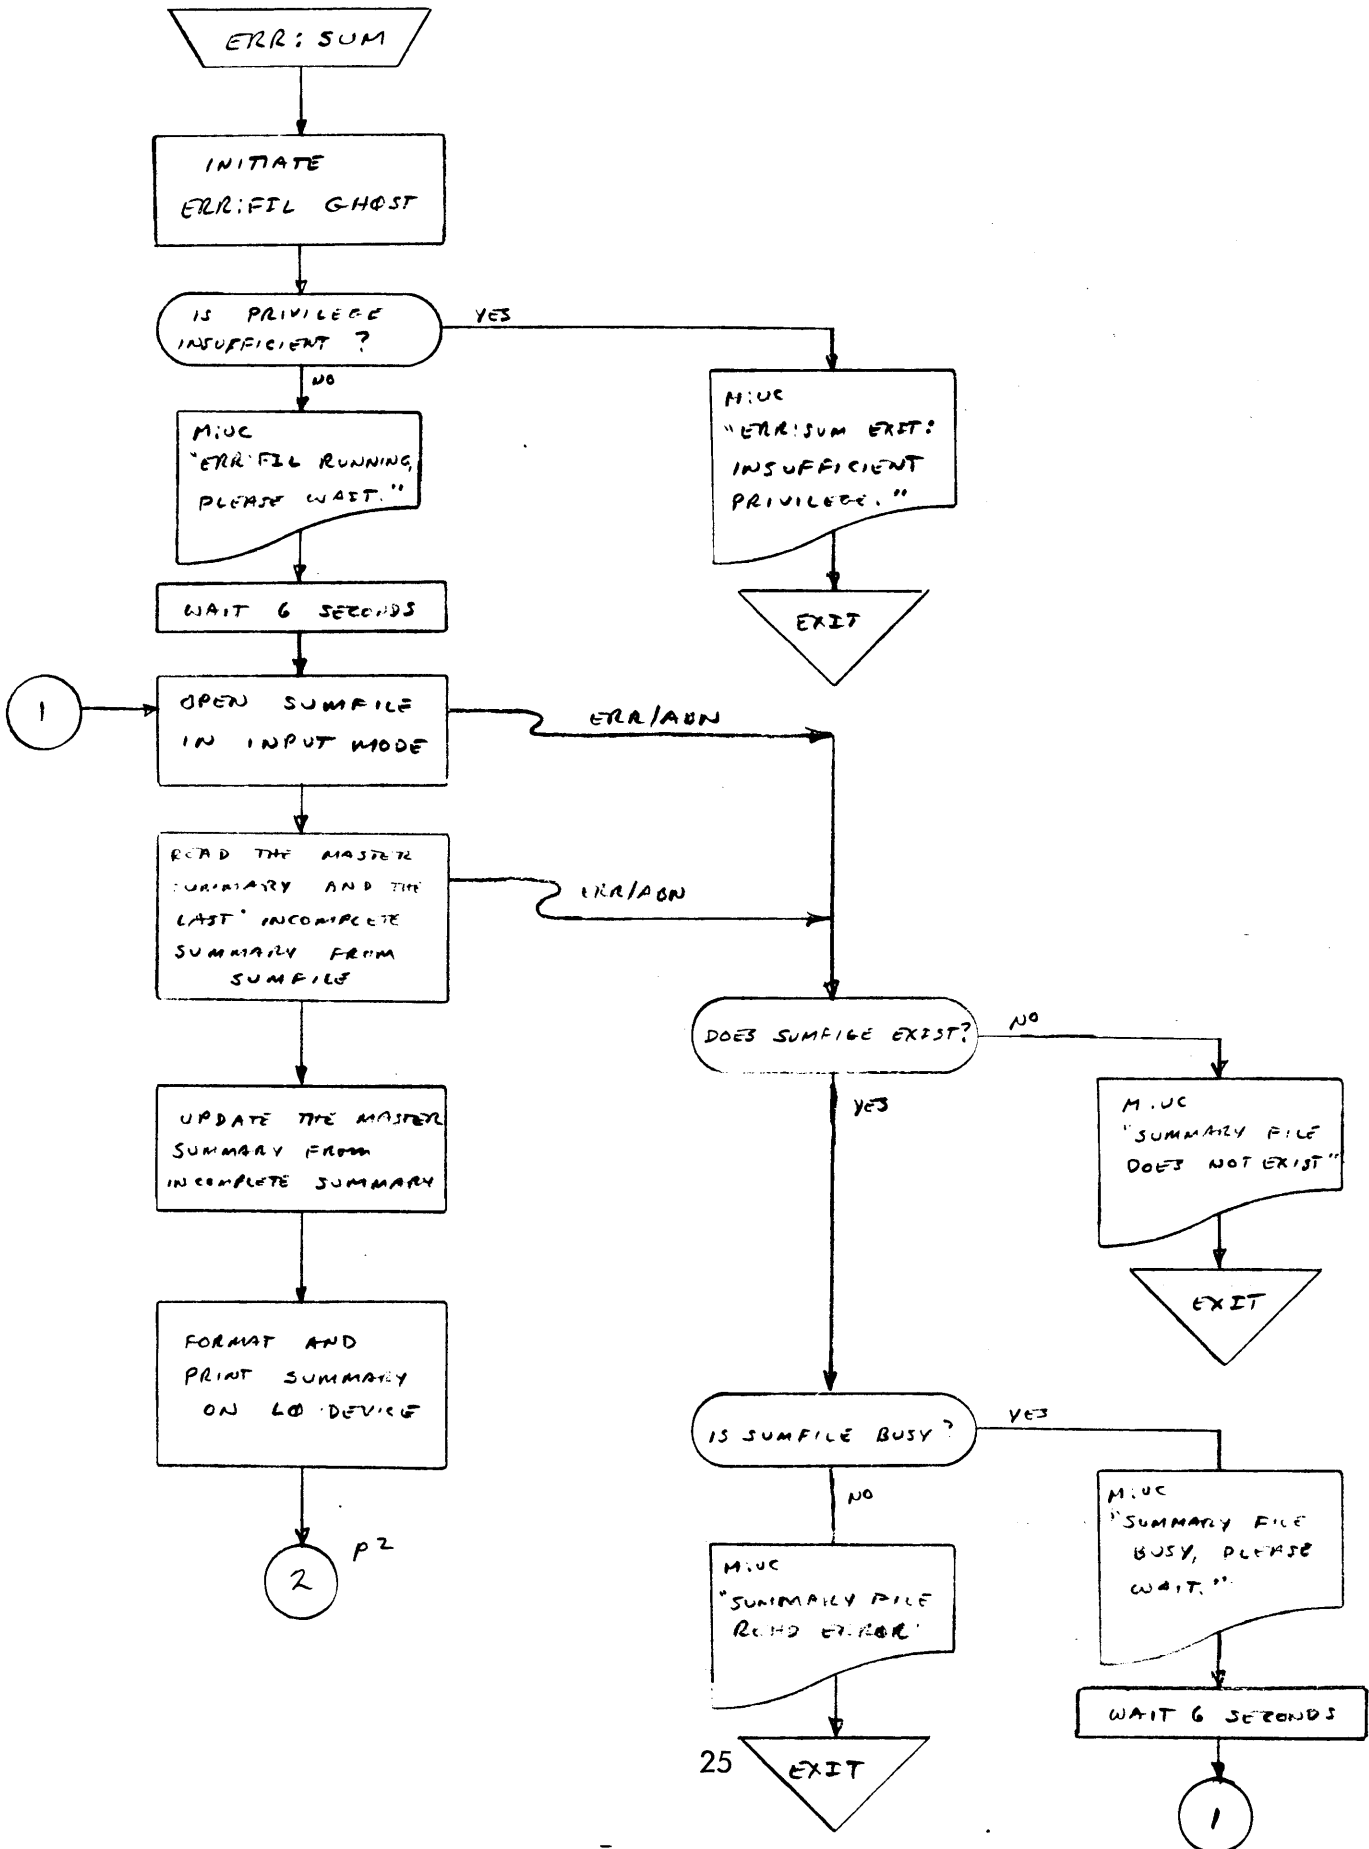 ERR:SUM
INITIATE
ERR:FIL GHØST
IS PRIVILEGE
INSUFFICIENT ?
YES
NO
M:UC
"ERR:FIL RUNNING,
PLEASE WAIT."
M:UC
"ERR:SUM EXIT:
INSUFFICIENT
PRIVILEGE."
EXIT
WAIT 6 SECONDS
1
OPEN SUMFILE
IN INPUT MODE
ERR/ABN
READ THE MASTER
SUMMARY AND THE
LAST INCOMPLETE
SUMMARY FROM
SUMFILE
ERR/ABN
DOES SUMFILE EXIST?
NO
YES
M:UC
"SUMMARY FILE
DOES NOT EXIST"
EXIT
UPDATE THE MASTER
SUMMARY FROM
INCOMPLETE SUMMARY
FORMAT AND
PRINT SUMMARY
ON LØ DEVICE
2
p2
IS SUMFILE BUSY?
YES
NO
M:UC
"SUMMARY FILE
BUSY, PLEASE
WAIT."
M:UC
"SUMMARY FILE
READ ERROR"
WAIT 6 SECONDS
EXIT
1
25